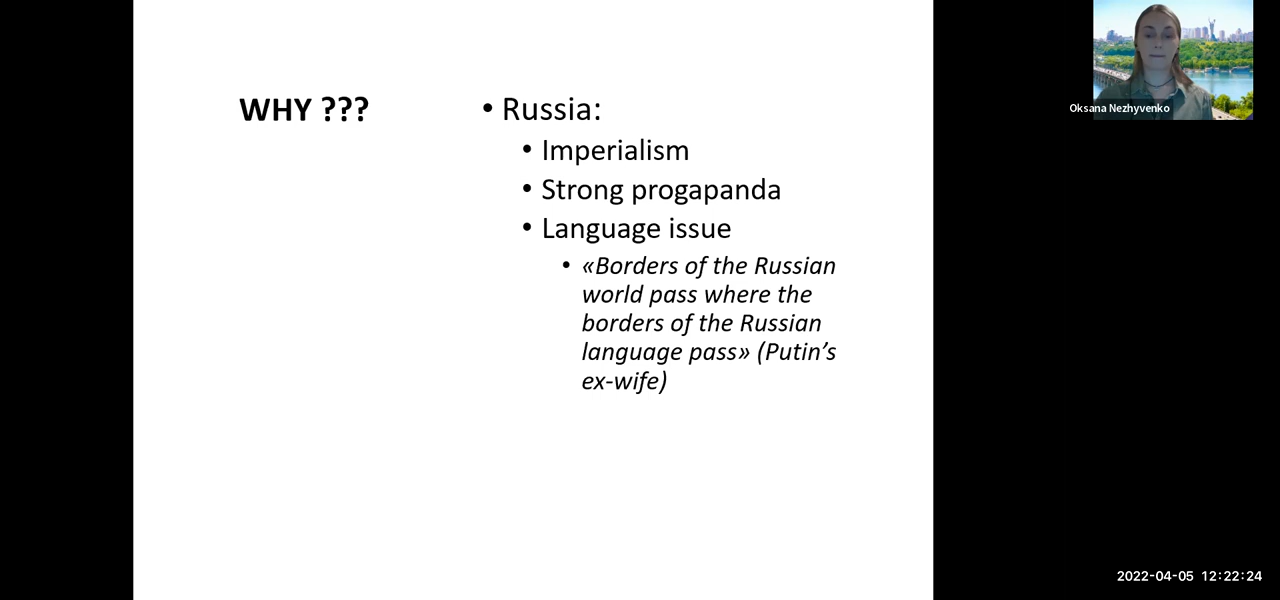 WHY ???
• Russia:
• Imperialism
• Strong progapanda
• Language issue
• «Borders of the Russian
world pass where the
borders of the Russian
language pass» (Putin’s
ex-wife)
Oksana Nezhyvenko
2022-04-05 12:22:24